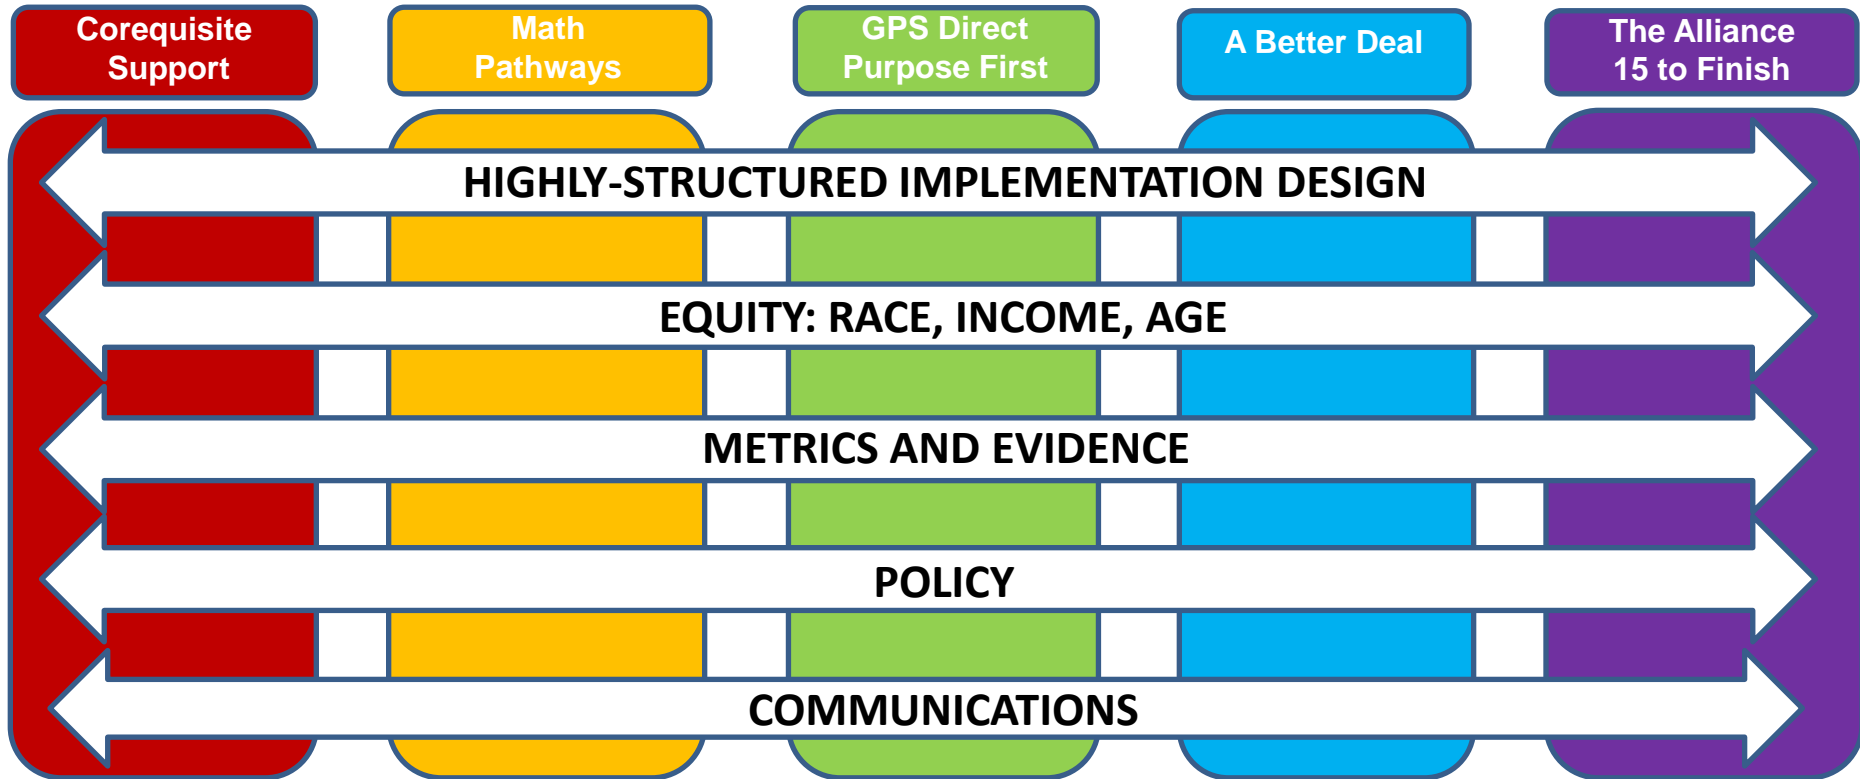 Corequisite
Support
Math
Pathways
GPS Direct
Purpose First
A Better Deal
The Alliance
15 to Finish
HIGHLY-STRUCTURED IMPLEMENTATION DESIGN
EQUITY: RACE, INCOME, AGE
METRICS AND EVIDENCE
POLICY
COMMUNICATIONS